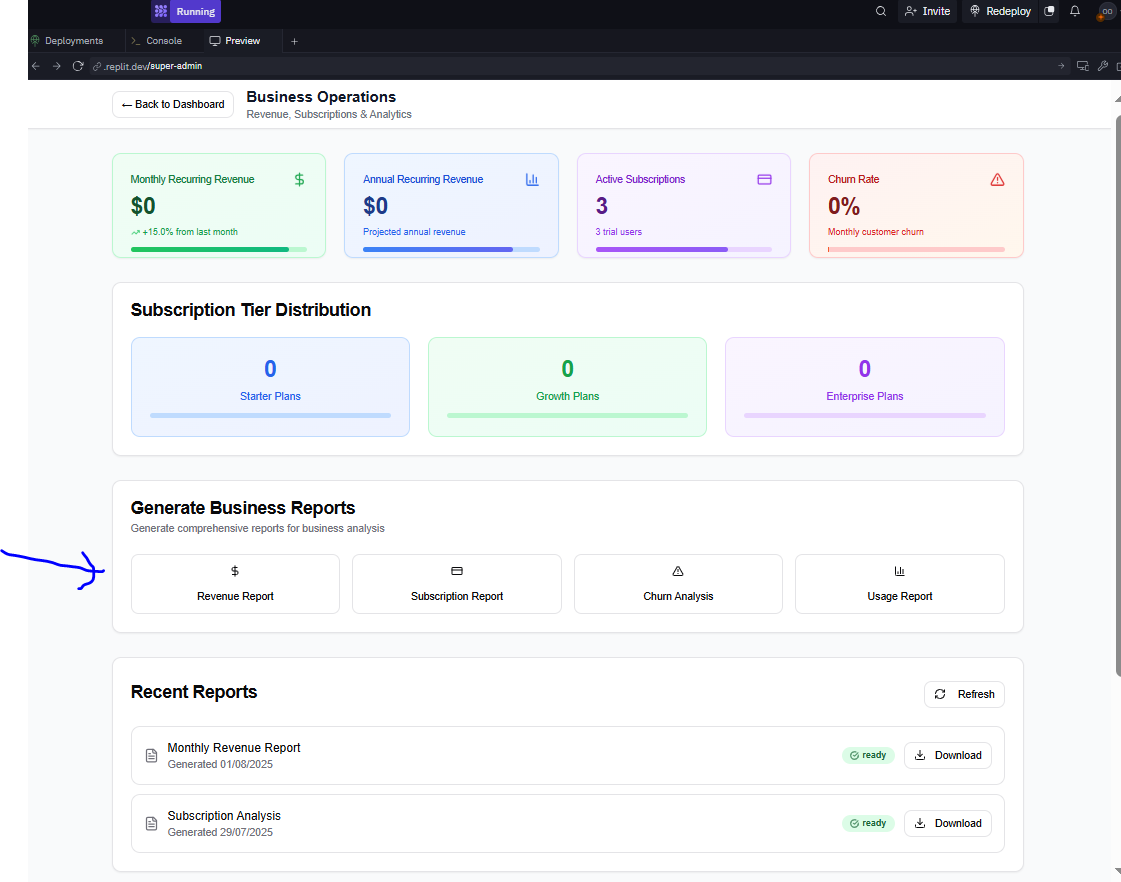 Running
Invite
Redeploy
Deployments
Console
Preview
.replit.dev/super-admin
← Back to Dashboard
Business Operations
Revenue, Subscriptions & Analytics
Monthly Recurring Revenue
$0
+15.0% from last month
Annual Recurring Revenue
$0
Projected annual revenue
Active Subscriptions
3
3 trial users
Churn Rate
0%
Monthly customer churn
Subscription Tier Distribution
0
Starter Plans
0
Growth Plans
0
Enterprise Plans
Generate Business Reports
Generate comprehensive reports for business analysis
Revenue Report
Subscription Report
Churn Analysis
Usage Report
Recent Reports
Refresh
Monthly Revenue Report
Generated 01/08/2025
ready
Download
Subscription Analysis
Generated 29/07/2025
ready
Download